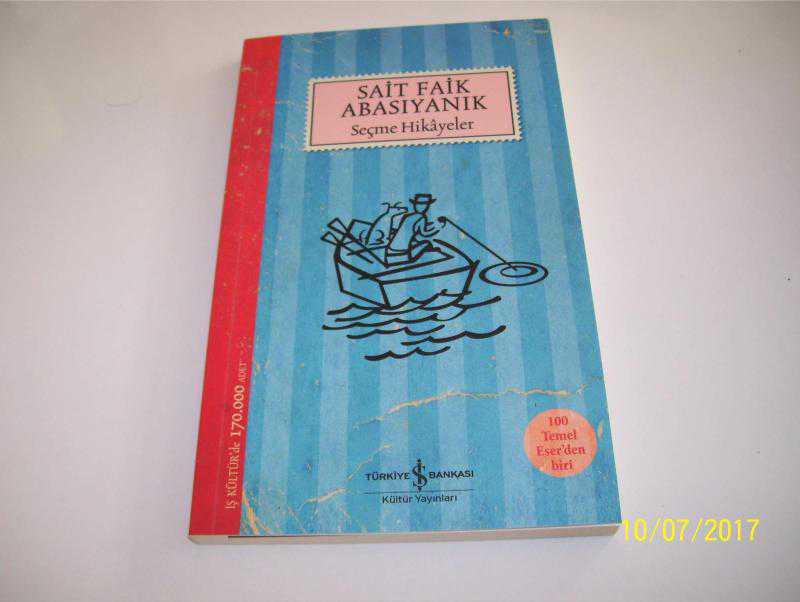 SAİT FAİK
ABASIYANIK
Seçme Hikâyeler
İŞ KÜLTÜR'de 170.000 ADET
100
Temel
Eser'den
biri
TÜRKİYE İŞ BANKASI
Kültür Yayınları
10/07/2017